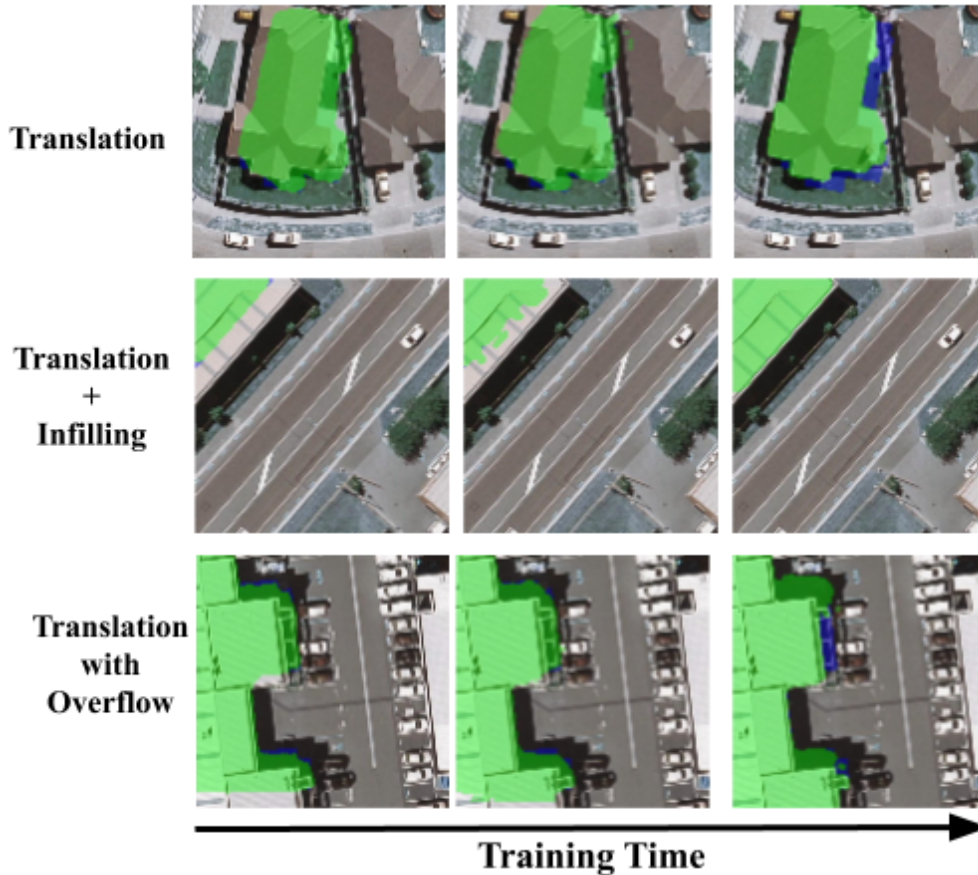 Translation
Translation
+
Infilling
Translation
with
Overflow
Training Time